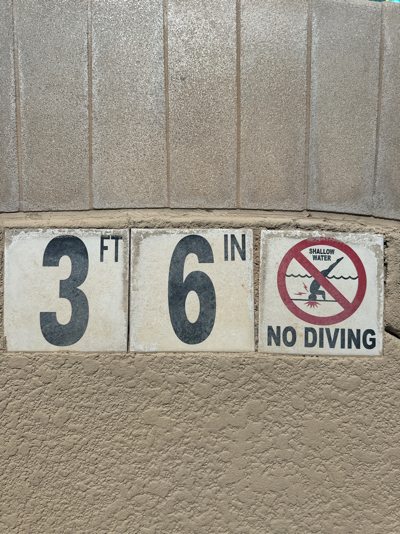 3 FT 6 IN
SHALLOW
WATER
NO DIVING